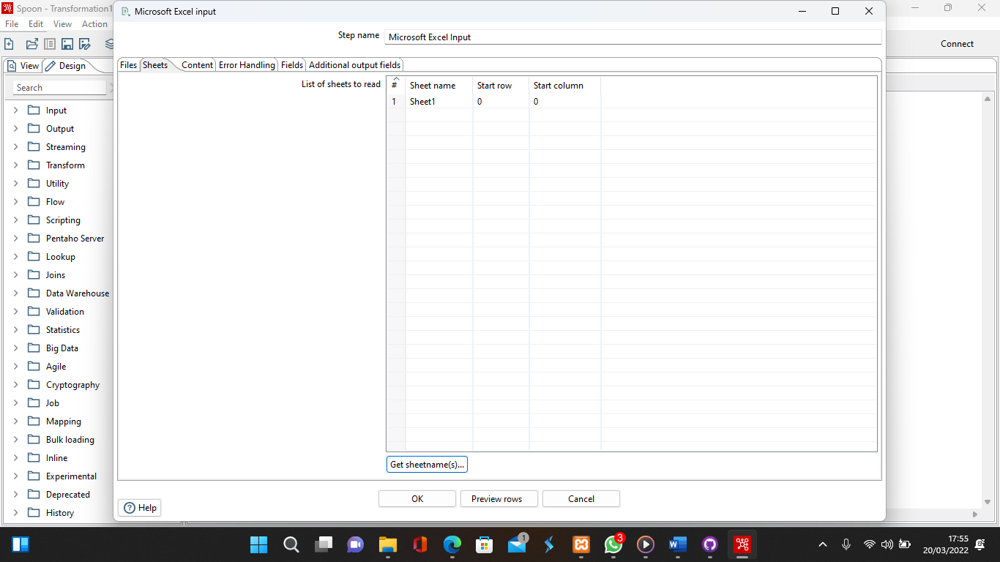 Spoon - Transformation1
Microsoft Excel input
File Edit View Action
Step name Microsoft Excel Input
Connect
View Design
Files Sheets Content Error Handling Fields Additional output fields
Search
List of sheets to read
# Sheet name Start row Start column
1 Sheet1 0 0
Input
Output
Streaming
Transform
Utility
Flow
Scripting
Pentaho Server
Lookup
Joins
Data Warehouse
Validation
Statistics
Big Data
Agile
Cryptography
Job
Mapping
Bulk loading
Inline
Experimental
Deprecated
History
Get sheetname(s)...
OK Preview rows Cancel
Help
1
3
17:55
20/03/2022